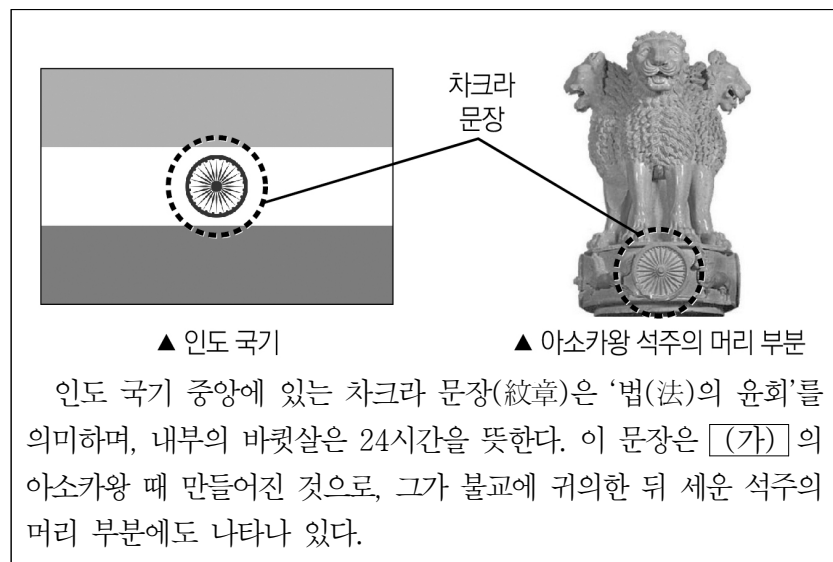 차크라
문장
▲ 인도 국기
▲ 아소카왕 석주의 머리 부분
인도 국기 중앙에 있는 차크라 문장(紋章)은 ‘법(法)의 윤회’를
의미하며, 내부의 바큇살은 24시간을 뜻한다. 이 문장은 (가) 의
아소카왕 때 만들어진 것으로, 그가 불교에 귀의한 뒤 세운 석주의
머리 부분에도 나타나 있다.